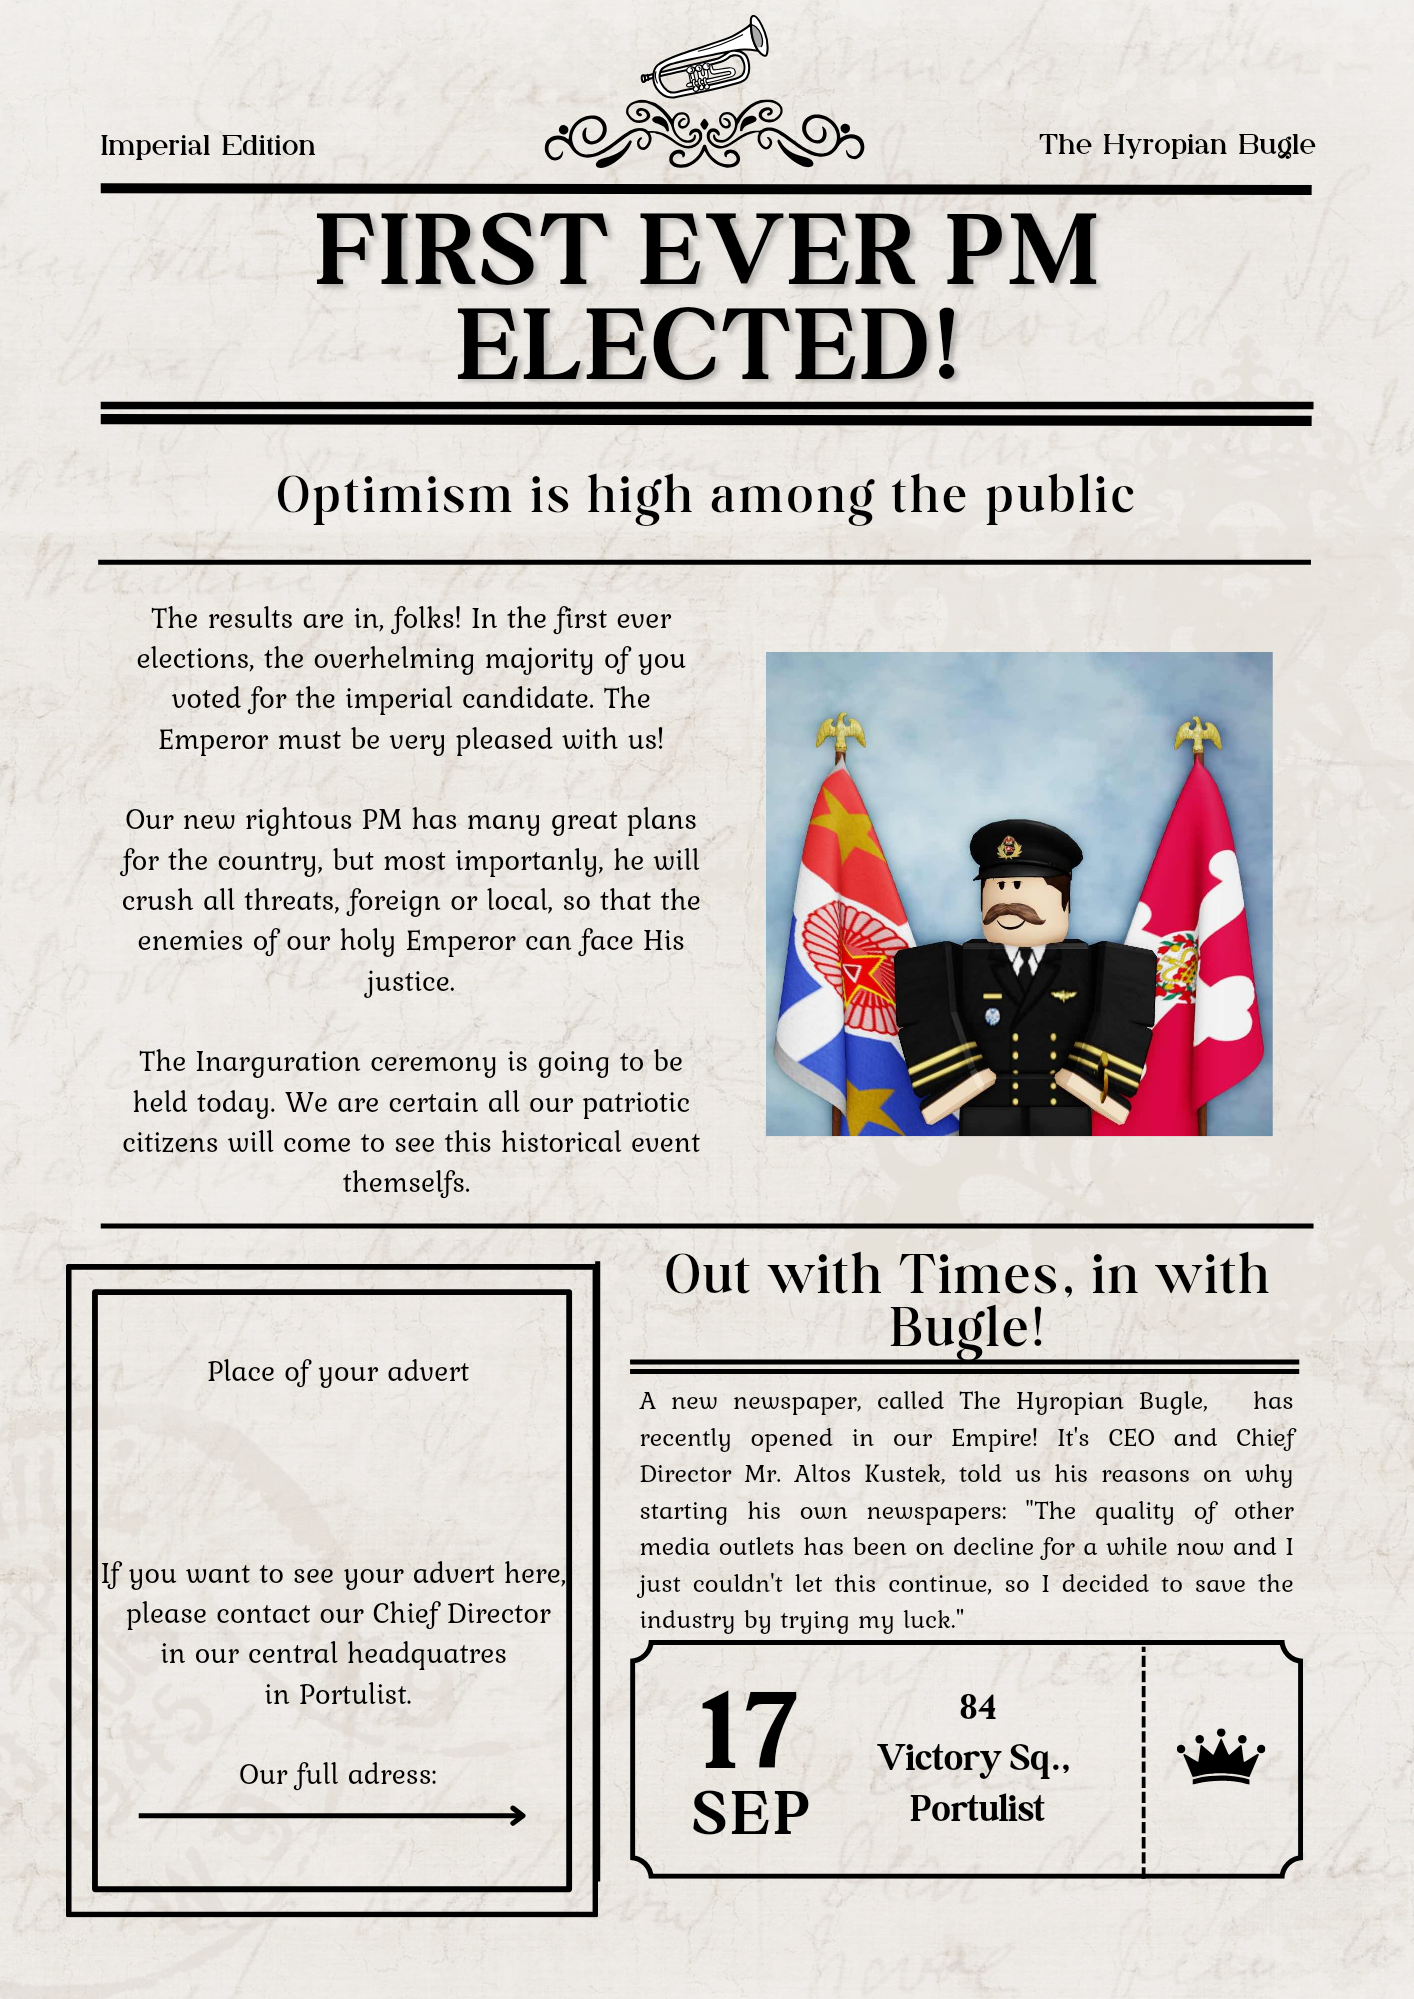 Imperial Edition
The Hyropian Bugle
FIRST EVER PM
ELECTED!
Optimism is high among the public
The results are in, folks! In the first ever
elections, the overhelming majority of you
voted for the imperial candidate. The
Emperor must be very pleased with us!
Our new rightous PM has many great plans
for the country, but most importanly, he will
crush all threats, foreign or local, so that the
enemies of our holy Emperor can face His
justice.
The Inarguration ceremony is going to be
held today. We are certain all our patriotic
citizens will come to see this historical event
themselfs.
Place of your advert
If you want to see your advert here,
please contact our Chief Director
in our central headquatres
in Portulist.
Our full adress:
Out with Times, in with
Bugle!
A new newspaper, called The Hyropian Bugle, has
recently opened in our Empire! It's CEO and Chief
Director Mr. Altos Kustek, told us his reasons on why
starting his own newspapers: "The quality of other
media outlets has been on decline for a while now and I
just couldn't let this continue, so I decided to save the
industry by trying my luck."
17
SEP
84
Victory Sq.,
Portulist